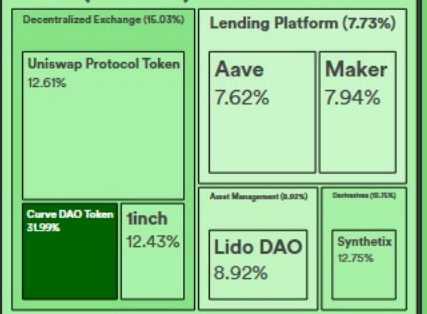 Decentralized Exchange (15.03%)
Uniswap Protocol Token
12.61%
Curve DAO Token
31.99%
1inch
12.43%
Lending Platform (7.73%)
Aave
7.62%
Maker
7.94%
Asset Management (8.92%)
Lido DAO
8.92%
Derivatives (12.75%)
Synthetix
12.75%